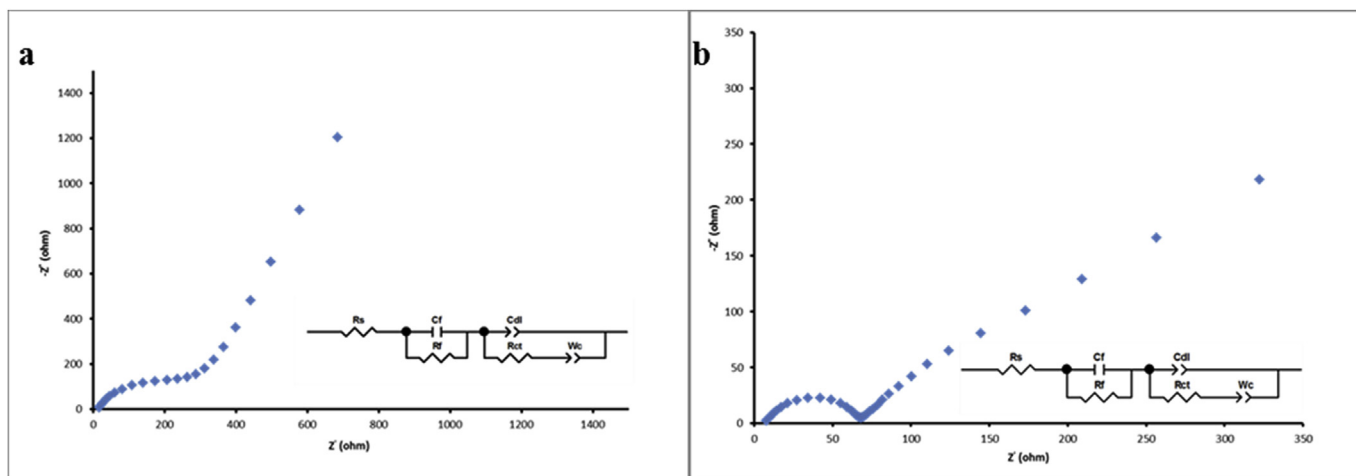 a
1400
1200
1000
800
600
400
200
0
-Z" (ohm)
0 200 400 600 800 1000 1200 1400
Z' (ohm)
Rs Cf Cdl
Rf Rct Wc
b
350
300
250
200
150
100
50
0
-Z" (ohm)
0 50 100 150 200 250 300 350
Z' (ohm)
Rs Cf Cdl
Rf Rct Wc